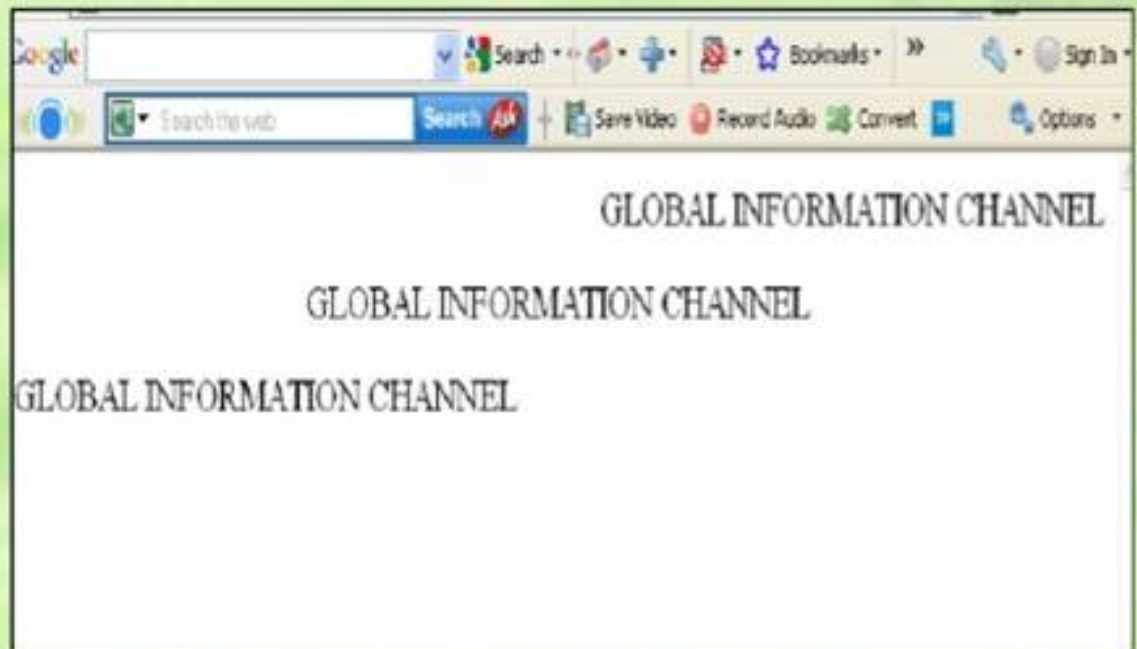 Google Search Bookmarks Sign In
Search the web Search Ask Save Video Record Audio Convert Options
GLOBAL INFORMATION CHANNEL
GLOBAL INFORMATION CHANNEL
GLOBAL INFORMATION CHANNEL